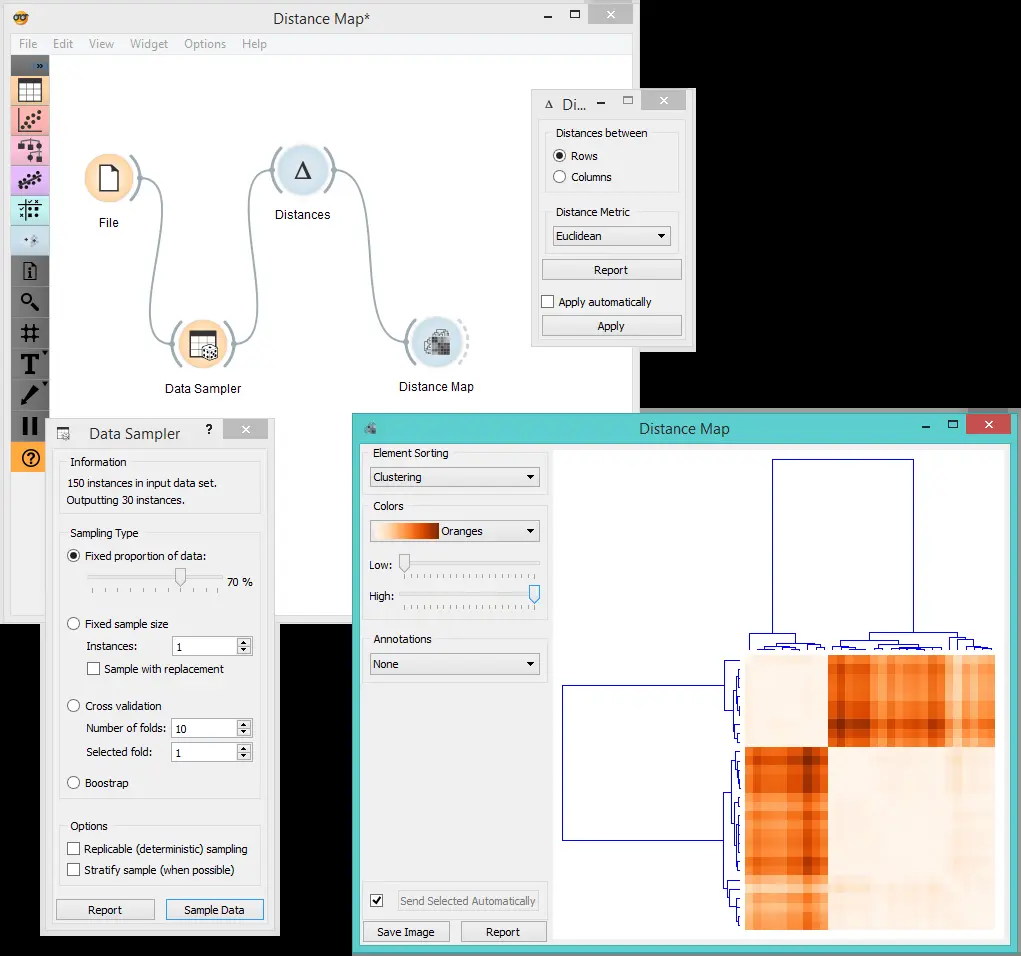 Distance Map*
File Edit View Widget Options Help
File
Distances
Data Sampler
Distance Map
Δ Di...
Distances between
Rows
Columns
Distance Metric
Euclidean
Report
Apply automatically
Apply
Data Sampler ?
Information
150 instances in input data set.
Outputting 30 instances.
Sampling Type
Fixed proportion of data:
70 %
Fixed sample size
Instances: 1
Sample with replacement
Cross validation
Number of folds: 10
Selected fold: 1
Boostrap
Options
Replicable (deterministic) sampling
Stratify sample (when possible)
Report Sample Data
Distance Map
Element Sorting
Clustering
Colors
Oranges
Low:
High:
Annotations
None
Send Selected Automatically
Save Image Report